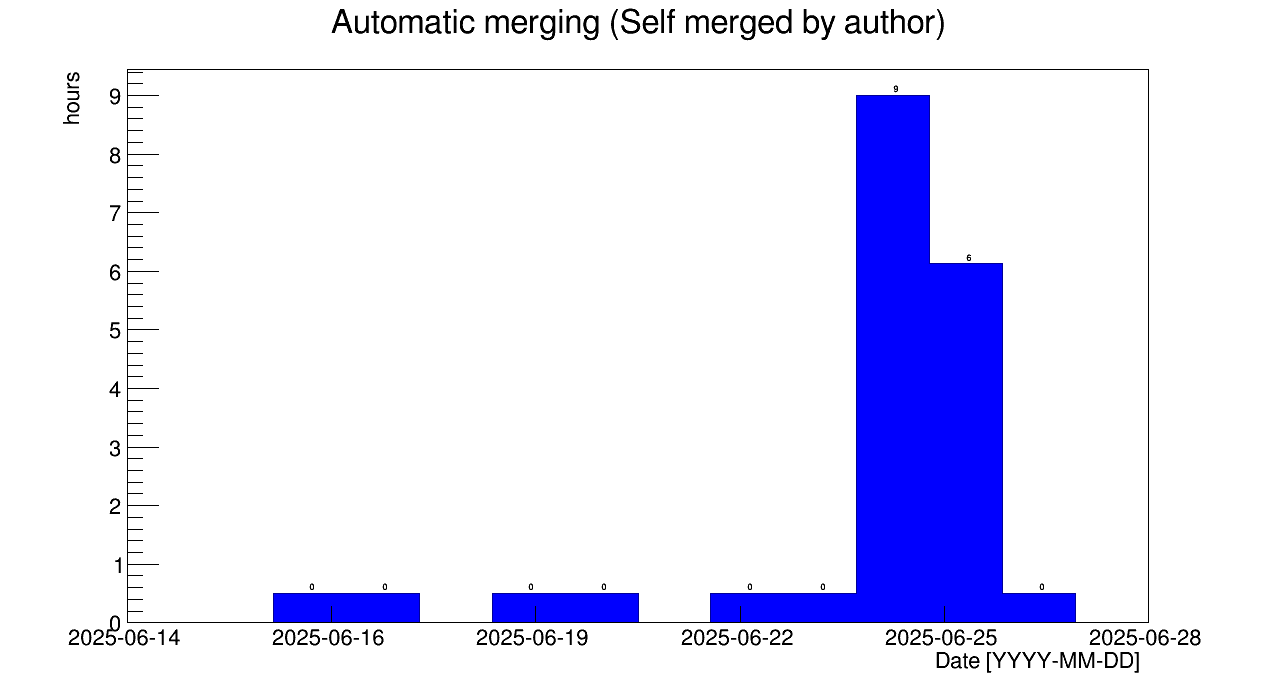 Automatic merging (Self merged by author)
hours
9
8
7
6
5
4
3
2
1
0
9
6
0 0 0 0 0 0 0
2025-06-14 2025-06-16 2025-06-19 2025-06-22 2025-06-25 2025-06-28
Date [YYYY-MM-DD]